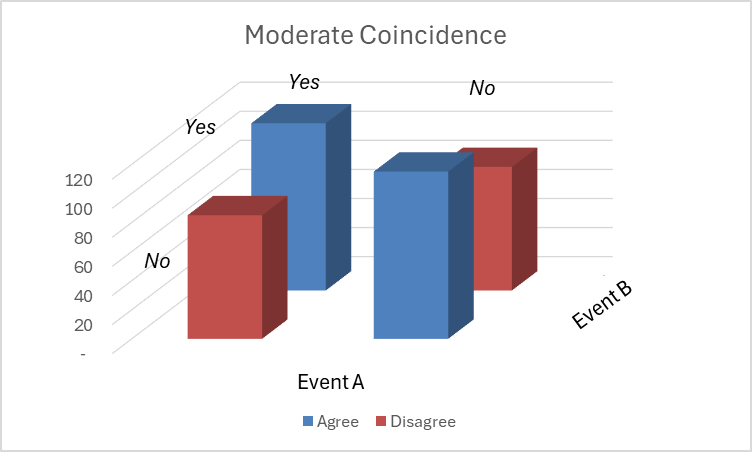 Moderate Coincidence
Yes
No
Yes
No
120
100
80
60
40
20
-
Event B
Event A
Agree
Disagree